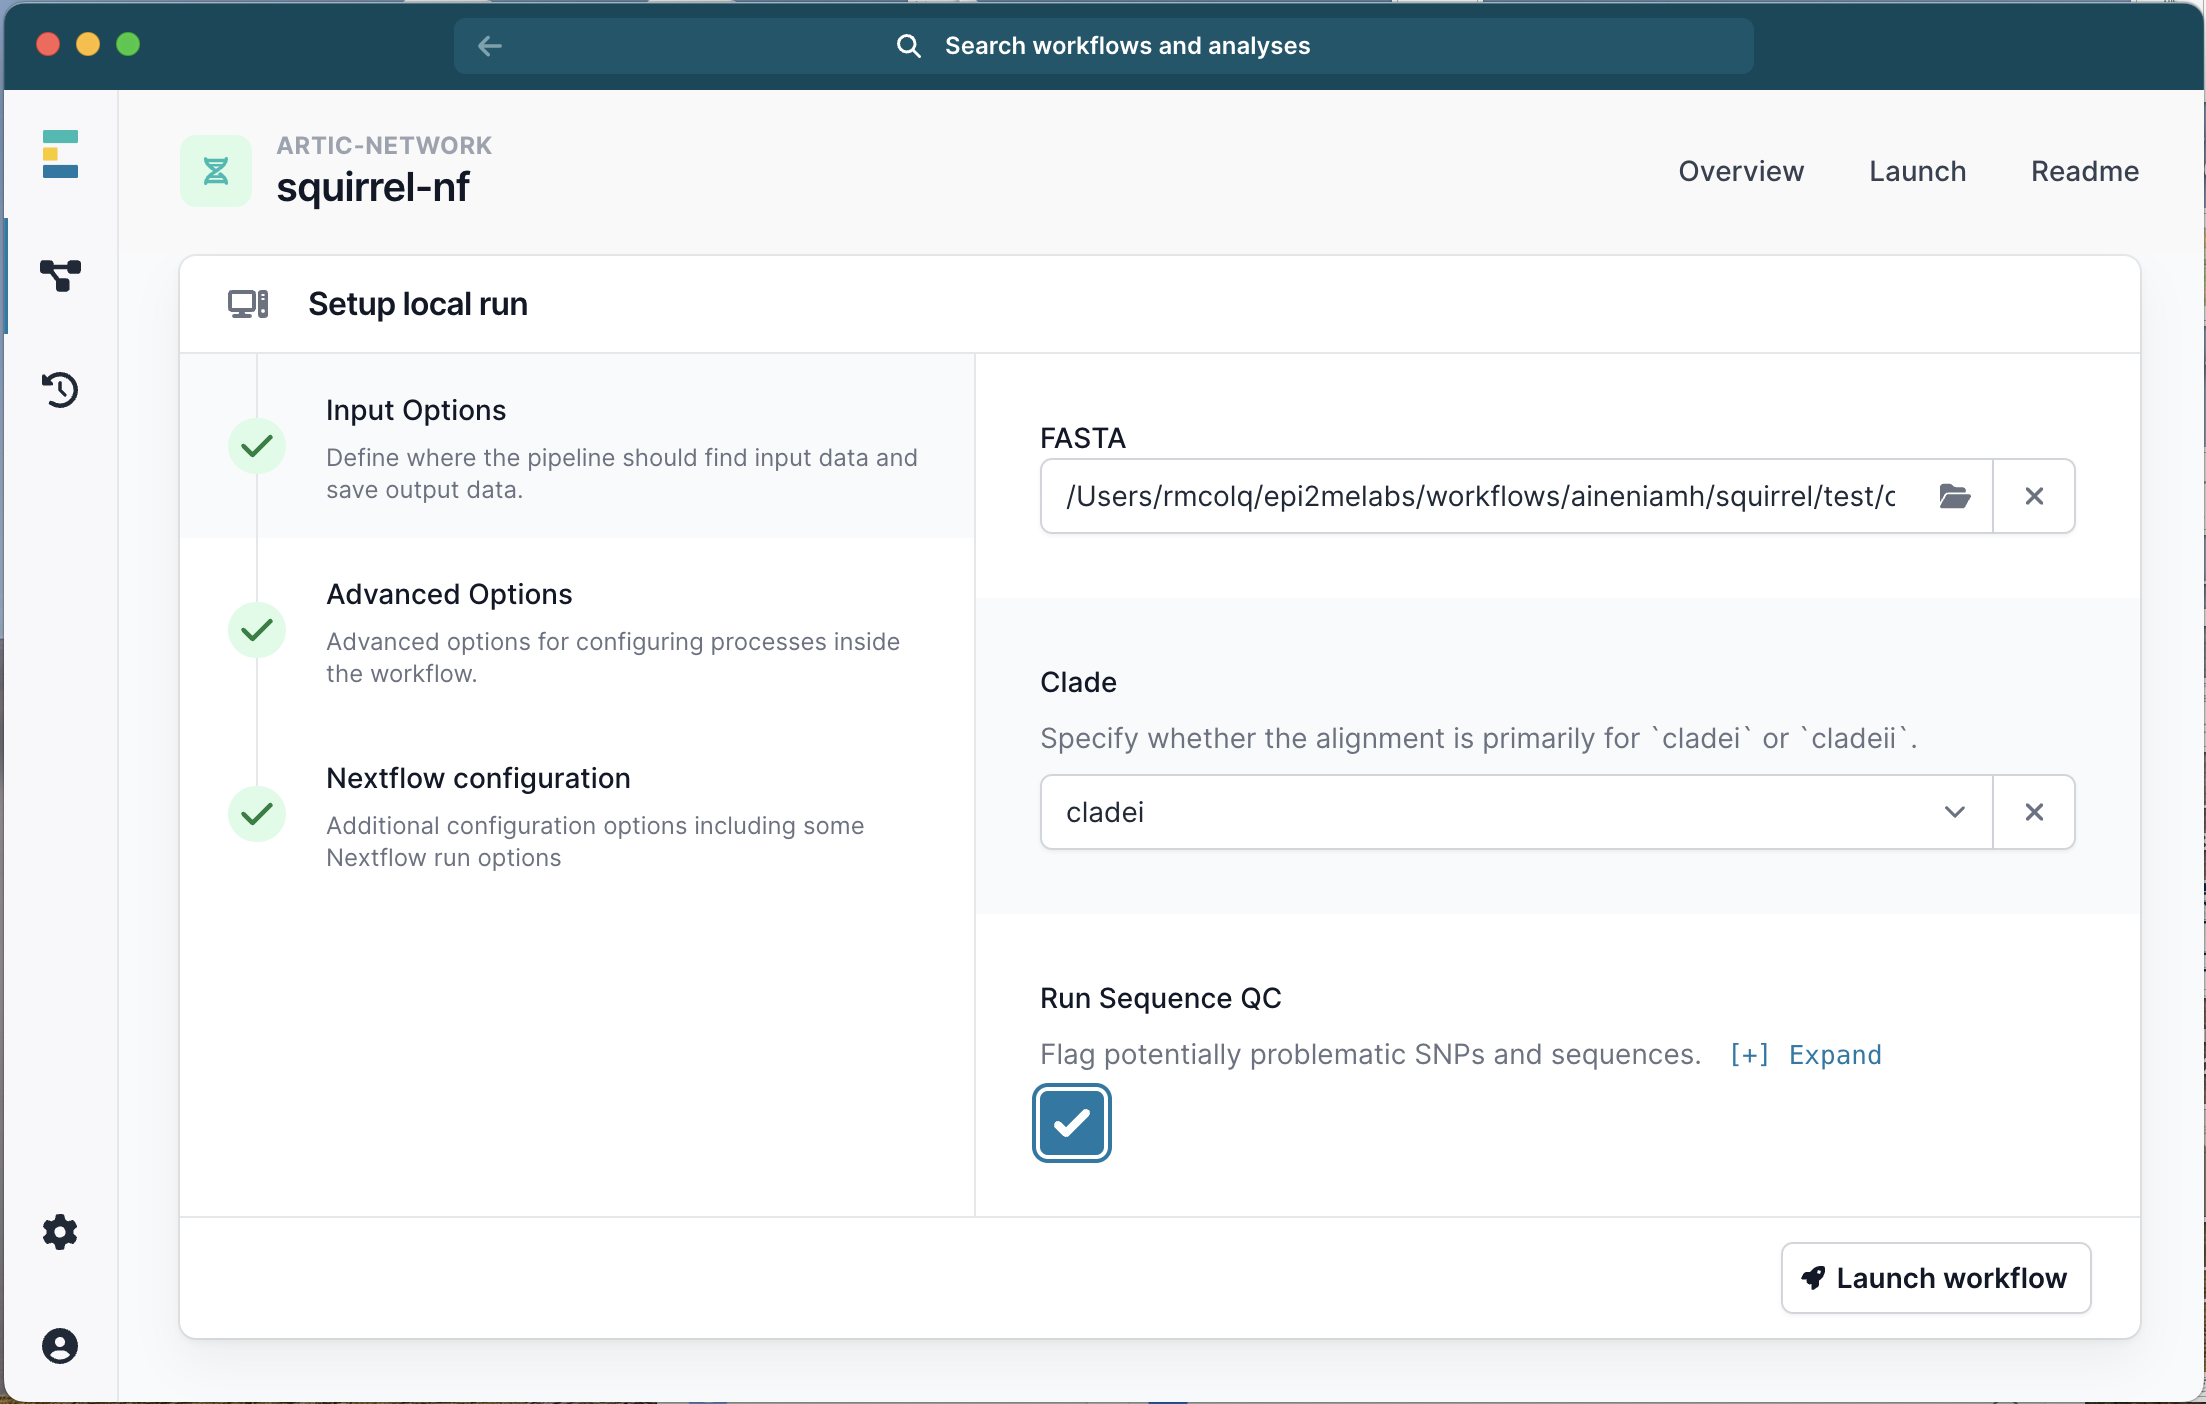 Search workflows and analyses
ARTIC-NETWORK
squirrel-nf
Overview
Launch
Readme
Setup local run
Input Options
Define where the pipeline should find input data and
save output data.
Advanced Options
Advanced options for configuring processes inside
the workflow.
Nextflow configuration
Additional configuration options including some
Nextflow run options
FASTA
/Users/rmcolq/epi2melabs/workflows/aineniamh/squirrel/test/c
Clade
Specify whether the alignment is primarily for `cladei` or `cladeii`.
cladei
Run Sequence QC
Flag potentially problematic SNPs and sequences. [+] Expand
Launch workflow